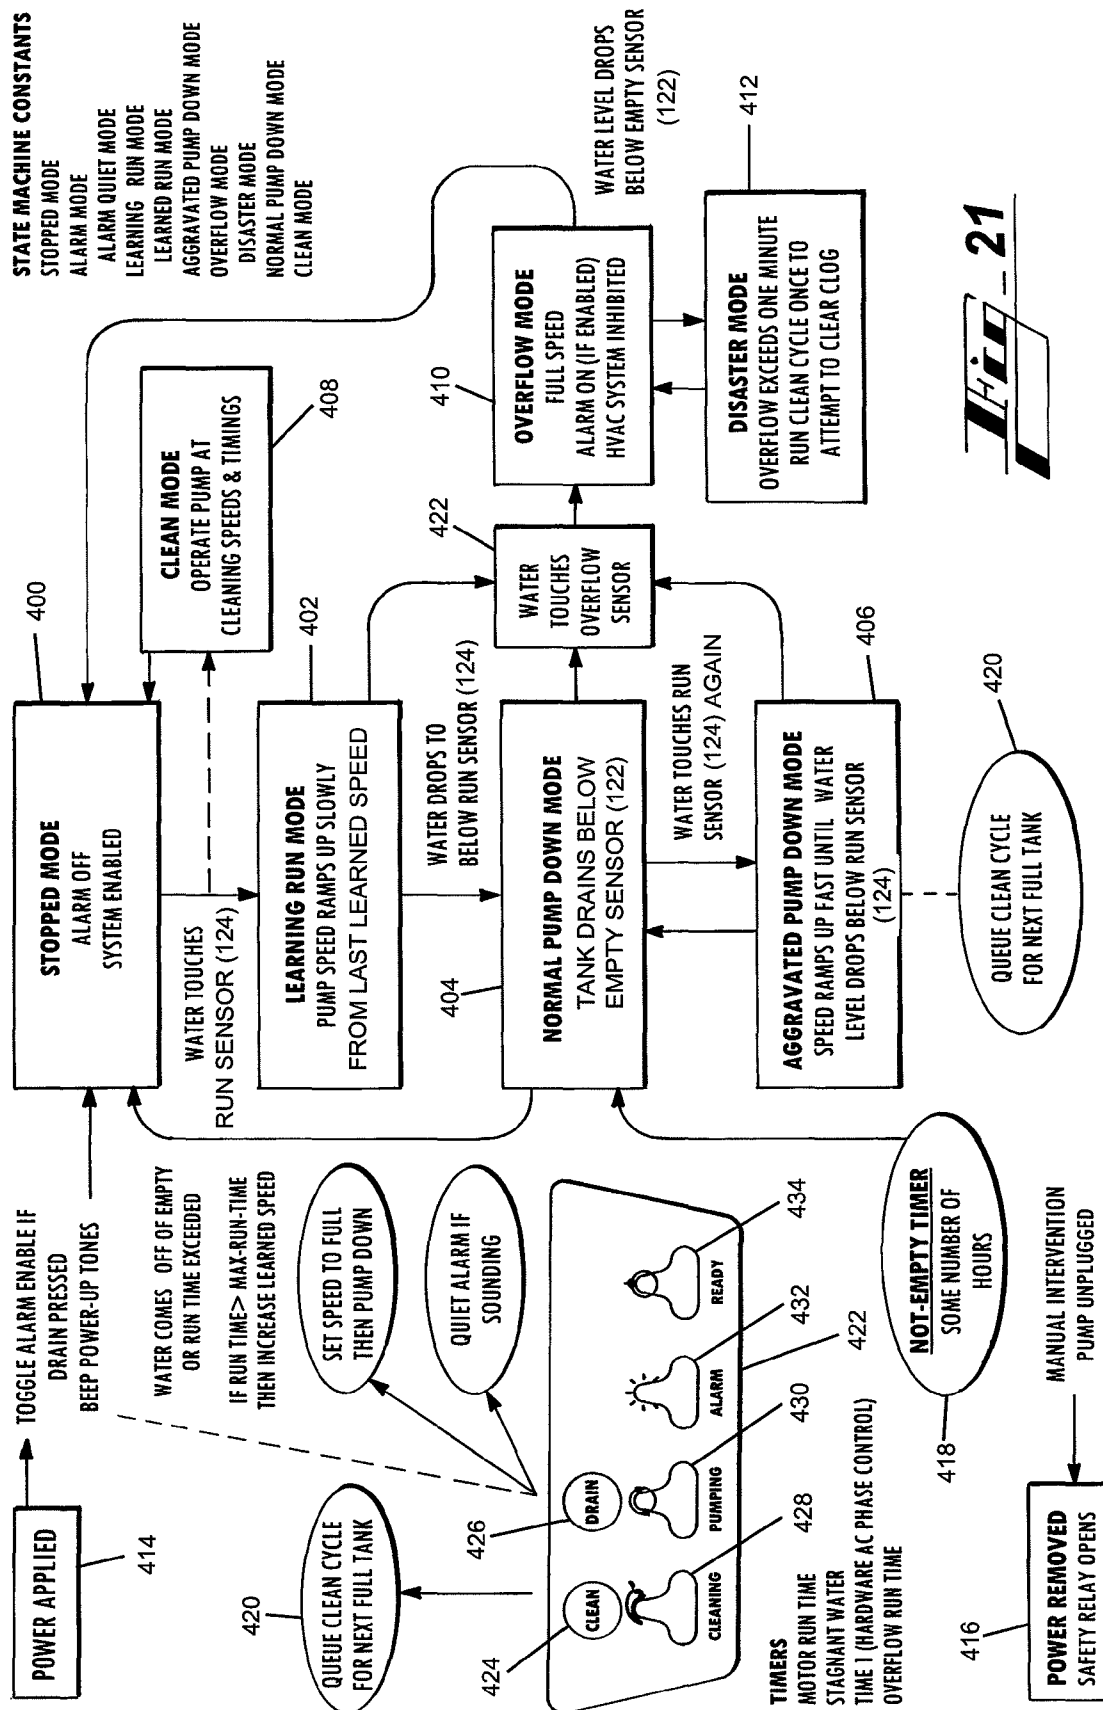 POWER APPLIED
414
TOGGLE ALARM ENABLE IF
DRAIN PRESSED
BEEP POWER-UP TONES
STOPPED MODE
ALARM OFF
SYSTEM ENABLED
400
STATE MACHINE CONSTANTS
STOPPED MODE
ALARM MODE
ALARM QUIET MODE
LEARNING RUN MODE
LEARNED RUN MODE
AGGRAVATED PUMP DOWN MODE
OVERFLOW MODE
DISASTER MODE
NORMAL PUMP DOWN MODE
CLEAN MODE
CLEAN MODE
OPERATE PUMP AT
CLEANING SPEEDS & TIMINGS
408
WATER TOUCHES
RUN SENSOR (124)
WATER COMES OFF OF EMPTY
OR RUN TIME EXCEEDED
IF RUN TIME> MAX-RUN-TIME
THEN INCREASE LEARNED SPEED
LEARNING RUN MODE
PUMP SPEED RAMPS UP SLOWLY
FROM LAST LEARNED SPEED
402
WATER DROPS TO
BELOW RUN SENSOR (124)
420
QUEUE CLEAN CYCLE
FOR NEXT FULL TANK
SET SPEED TO FULL
THEN PUMP DOWN
QUIET ALARM IF
SOUNDING
404
NORMAL PUMP DOWN MODE
TANK DRAINS BELOW
EMPTY SENSOR (122)
WATER
TOUCHES
OVERFLOW
SENSOR
422
OVERFLOW MODE
FULL SPEED
ALARM ON (IF ENABLED)
HVAC SYSTEM INHIBITED
410
WATER LEVEL DROPS
BELOW EMPTY SENSOR
(122)
DISASTER MODE
OVERFLOW EXCEEDS ONE MINUTE
RUN CLEAN CYCLE ONCE TO
ATTEMPT TO CLEAR CLOG
412
WATER TOUCHES RUN
SENSOR (124) AGAIN
AGGRAVATED PUMP DOWN MODE
SPEED RAMPS UP FAST UNTIL WATER
LEVEL DROPS BELOW RUN SENSOR
(124)
406
QUEUE CLEAN CYCLE
FOR NEXT FULL TANK
420
424
CLEAN
426
DRAIN
CLEANING
PUMPING
ALARM
READY
428
430
422
432
434
TIMERS
MOTOR RUN TIME
STAGNANT WATER
TIME 1 (HARDWARE AC PHASE CONTROL)
OVERFLOW RUN TIME
418
NOT-EMPTY TIMER
SOME NUMBER OF
HOURS
416
POWER REMOVED
SAFETY RELAY OPENS
MANUAL INTERVENTION
PUMP UNPLUGGED
Fig_21